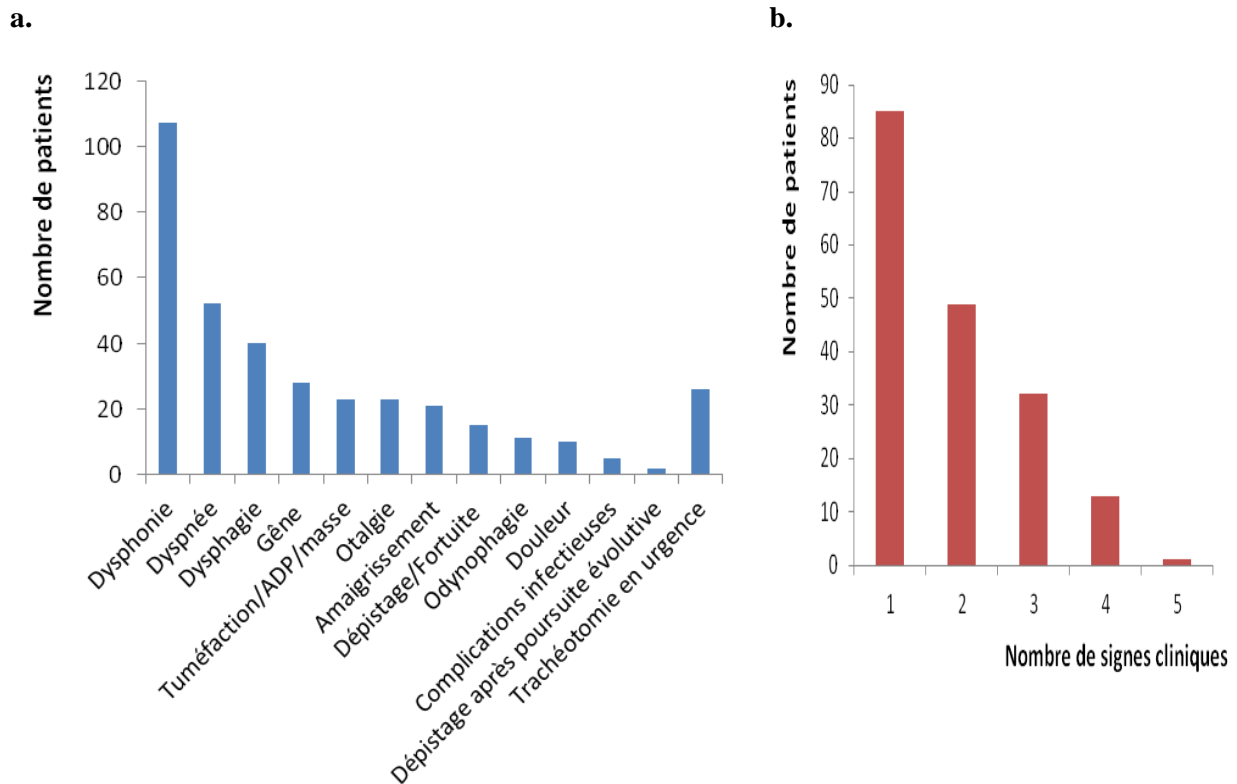 a.
Nombre de patients
120
100
80
60
40
20
0
Dysphonie
Dyspnée
Dysphagie
Gêne
Tuméfaction/ADP/masse
Otalgie
Amaigrissement
Dépistage/Fortuite
Odynophagie
Douleur
Complications infectieuses
Dépistage après poursuite évolutive
Trachéotomie en urgence
b.
Nombre de patients
90
80
70
60
50
40
30
20
10
0
1 2 3 4 5
Nombre de signes cliniques